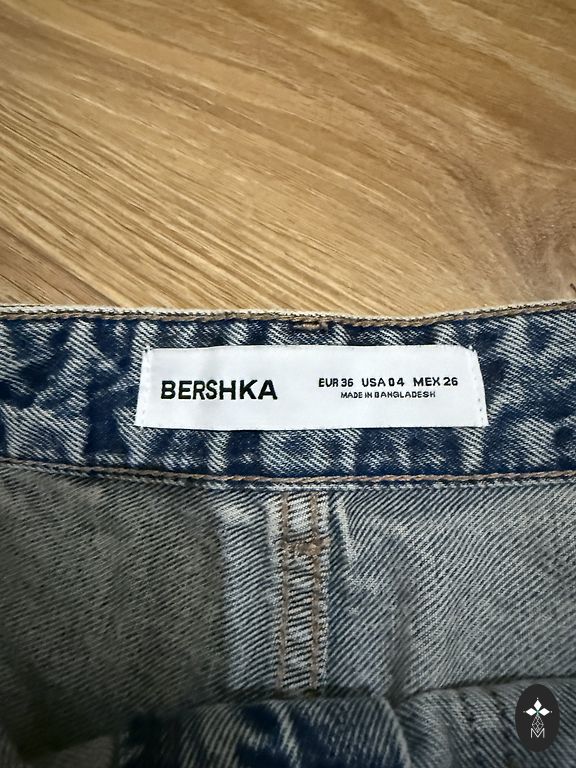 BERSHKA
EUR 36 USA 04 MEX 26
MADE IN BANGLADESH
M